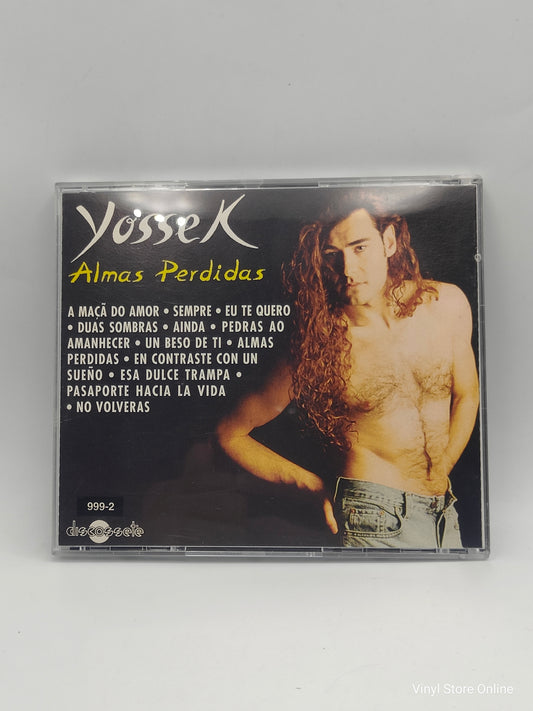 YosseK
Almas Perdidas
A MAÇÃ DO AMOR • SEMPRE • EU TE QUERO
• DUAS SOMBRAS • AINDA • PEDRAS AO
AMANHECER • UN BESO DE TI • ALMAS
PERDIDAS • EN CONTRASTE CON UN
SUEÑO • ESA DULCE TRAMPA •
PASAPORTE HACIA LA VIDA
• NO VOLVERAS
999-2
discossete
Vinyl Store Online